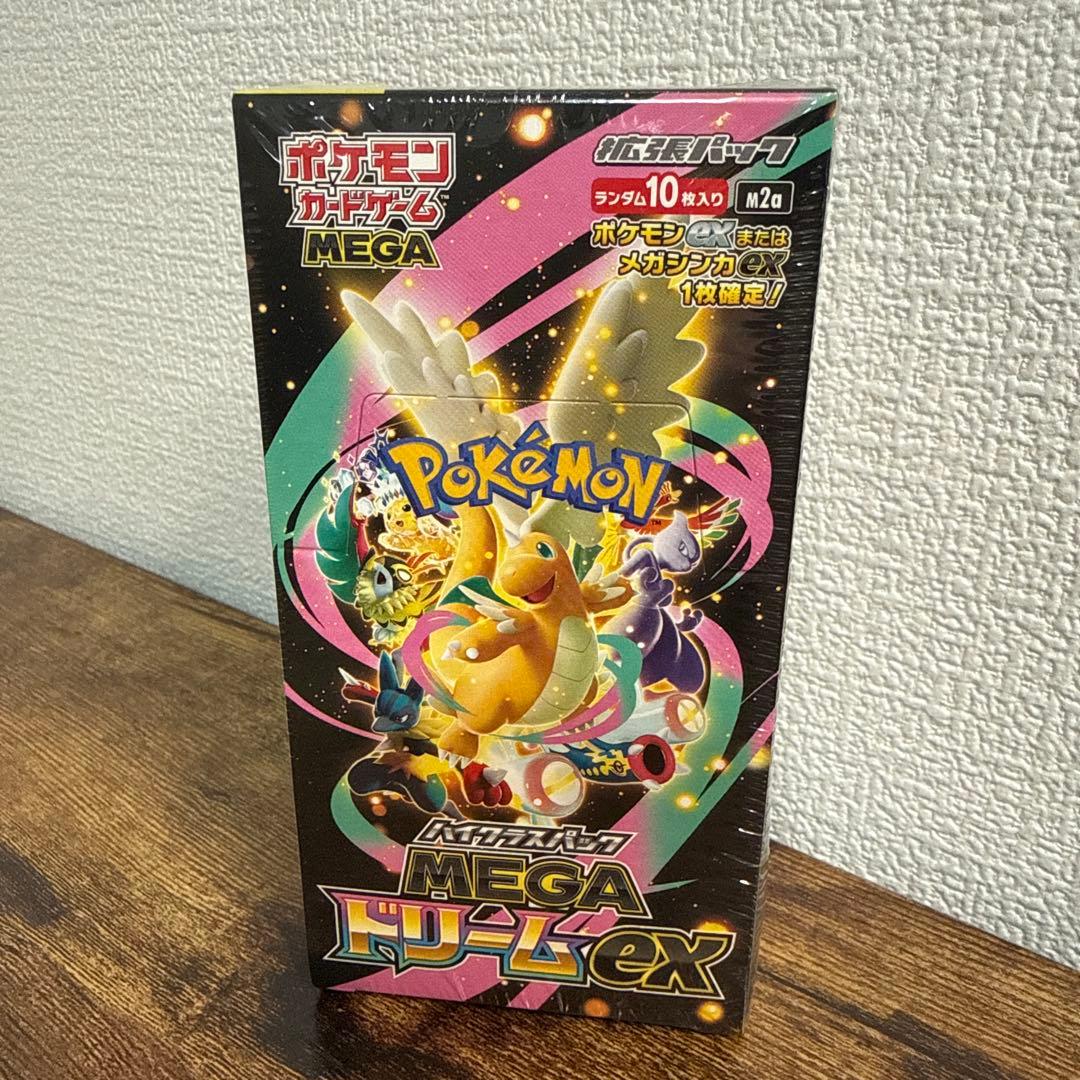 ポケモン
カードゲーム™
MEGA
拡張パック
ランダム10枚入り M2a
ポケモンexまたは
メガシンカex
1枚確定!
POKéMON™
ハイクラスパック
MEGA
ドリームex